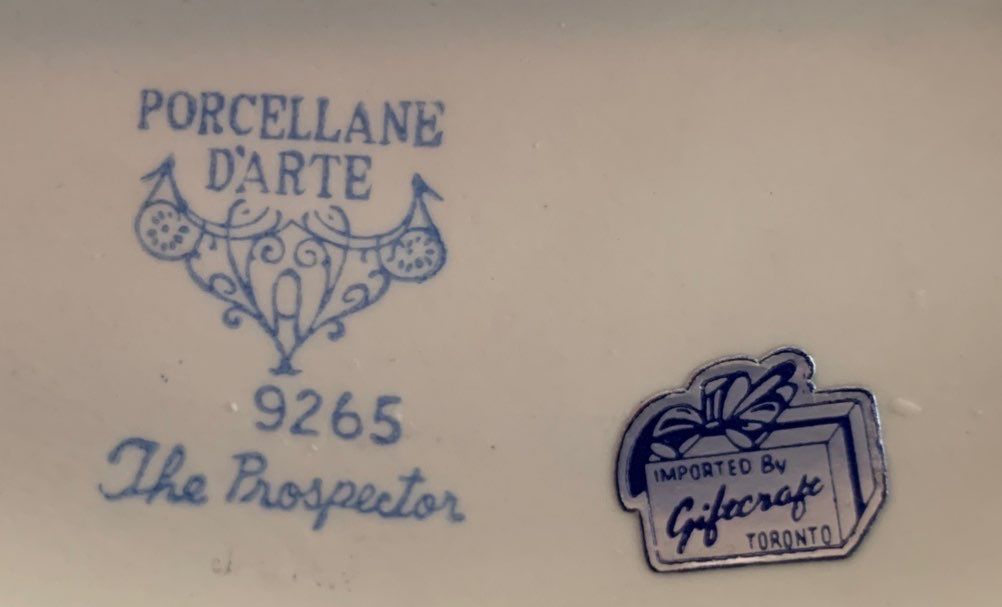 PORCELLANE
D'ARTE
9265
The Prospector
IMPORTED By
Giftcraft
TORONTO